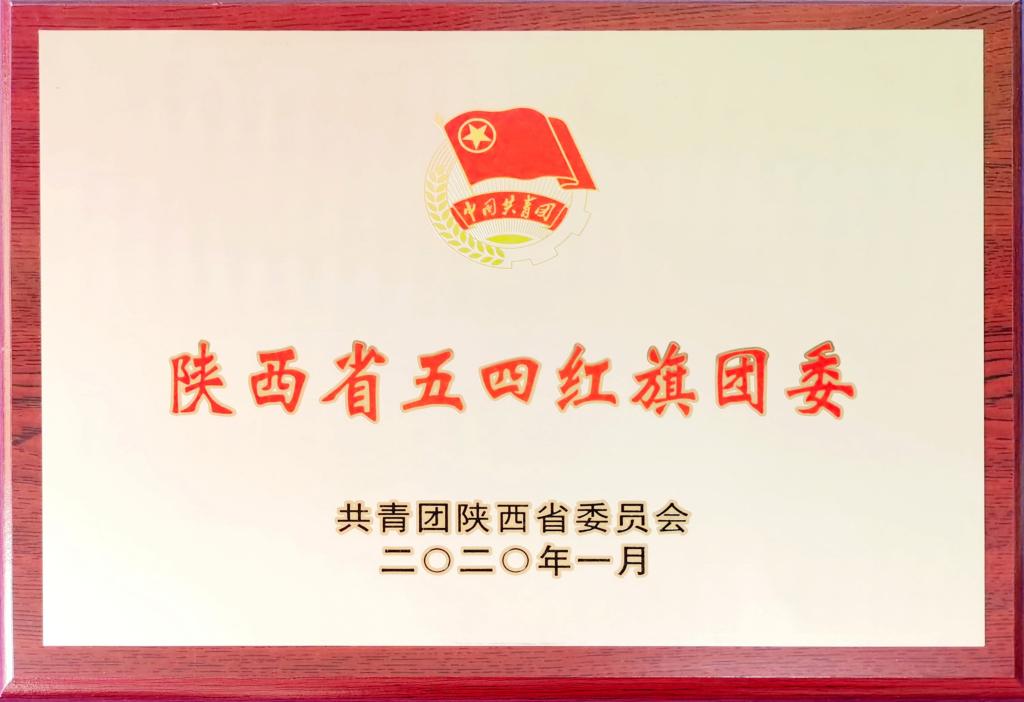 中国共青团
陕西省五四红旗团委
共青团陕西省委员会
二〇二〇年一月